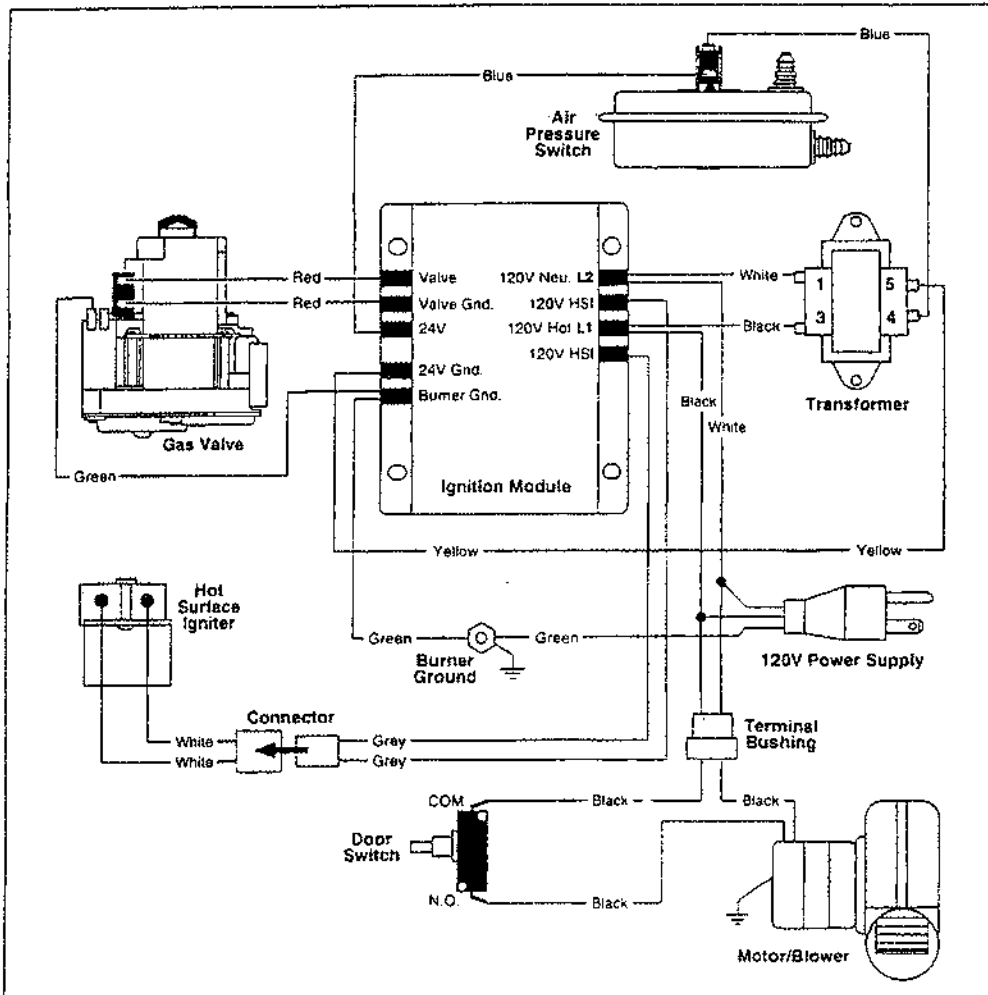 Blue
Blue
Air
Pressure
Switch
Red
Valve
120V Neu. L2
White
1
5
Red
Valve Gnd.
120V HSI
24V
120V Hot L1
Black
3
4
120V HSI
24V Gnd.
Burner Gnd.
Black
White
Transformer
Gas Valve
Green
Ignition Module
Yellow
Yellow
Hot
Surface
Igniter
Green
Green
Burner
Ground
120V Power Supply
Connector
White
Grey
White
Grey
Terminal
Bushing
COM
Black
Black
Door
Switch
N.O.
Black
Motor/Blower